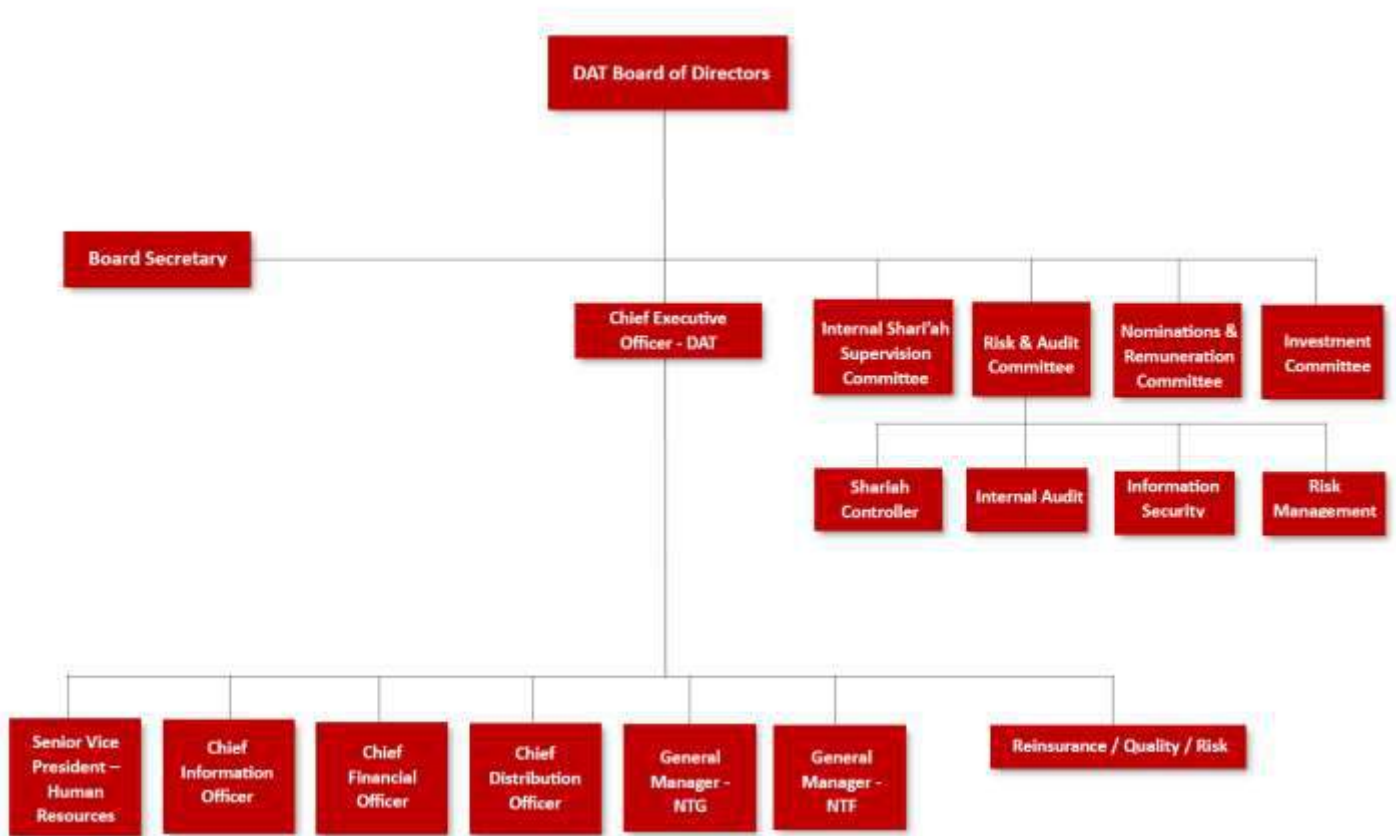 DAT Board of Directors
Board Secretary
Chief Executive
Officer - DAT
Internal Shari'ah
Supervision
Committee
Risk & Audit
Committee
Nominations &
Remuneration
Committee
Investment
Committee
Shariah
Controller
Internal Audit
Information
Security
Risk
Management
Senior Vice
President –
Human
Resources
Chief
Information
Officer
Chief
Financial
Officer
Chief
Distribution
Officer
General
Manager -
NTG
General
Manager -
NTF
Reinsurance / Quality / Risk